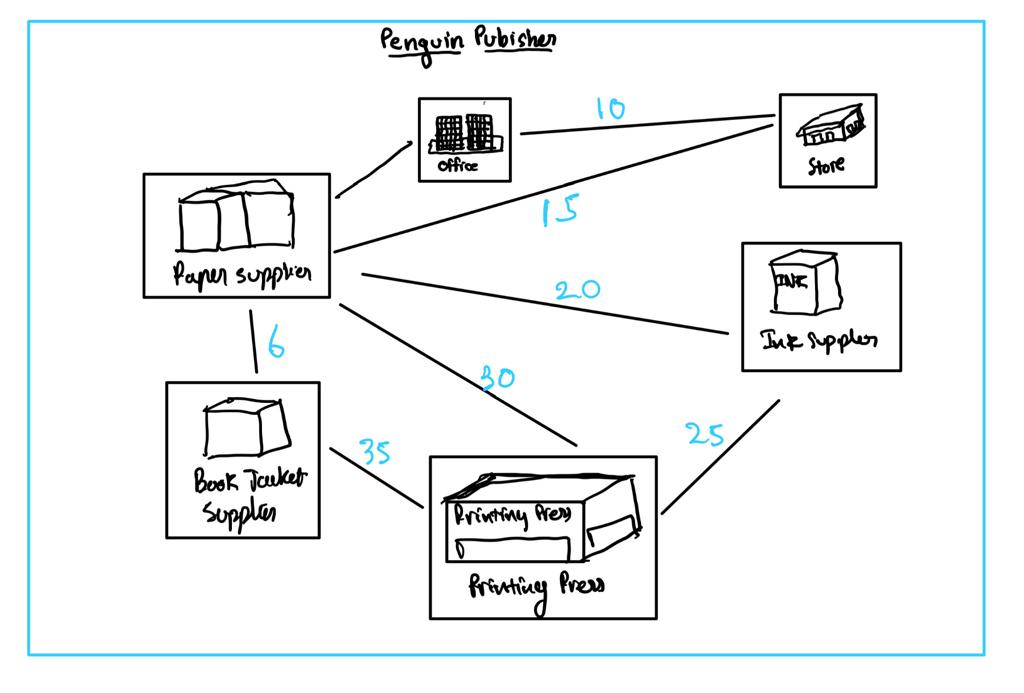 Penguin Pubisher
10
Office
Store
15
Paper supplier
20
INK
Ink Supplier
6
30
35
25
Book Jacket
Supplier
Printing Press
Printing Press